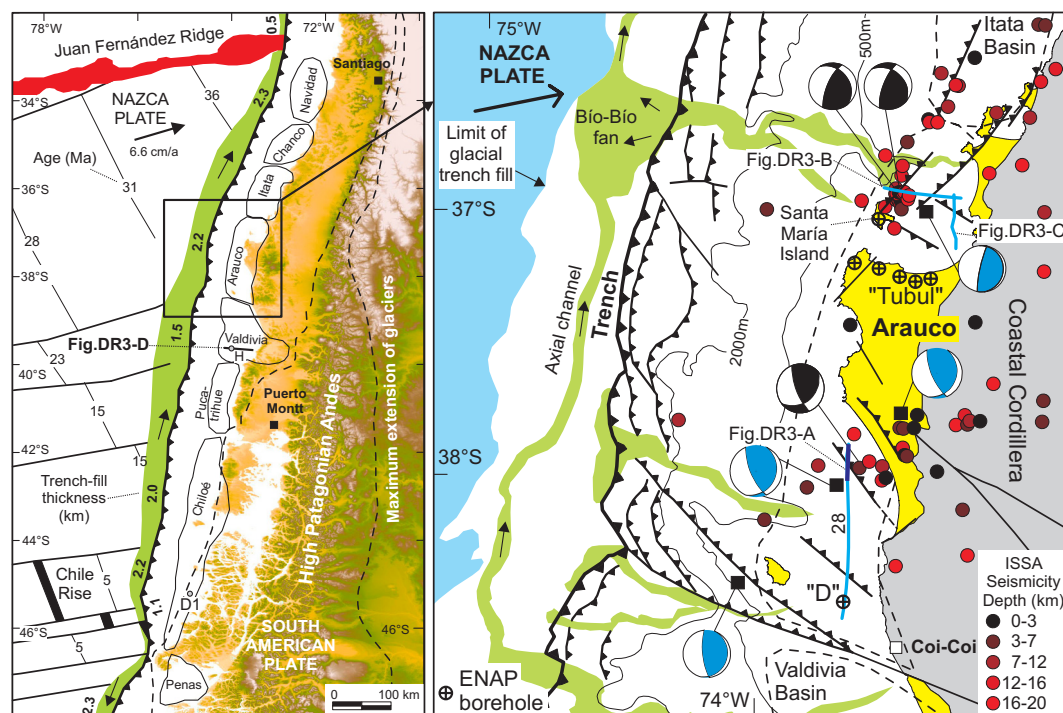 78°W
72°W
0.5
Juan Fernández Ridge
Santiago
Navidad
34°S
NAZCA
PLATE
36
2.3
6.6 cm/a
Chanco
Age (Ma)
31
36°S
Itata
28
2.2
Arauco
38°S
1.5
Fig.DR3-D
Valdivia
H
23
40°S
Puca-
trihue
Puerto
Montt
15
42°S
15
Trench-fill
thickness
(km)
2.0
Chiloé
44°S
2.2
Chile
Rise
5
1.1
D1
46°S
46°S
5
SOUTH
AMERICAN
PLATE
Penas
2.3
0
100 km
High Patagonian Andes
Maximum extension of glaciers
75°W
500m
Itata
Basin
NAZCA
PLATE
Bío-Bío
fan
Limit of
glacial
trench fill
Fig.DR3-B
37°S
Santa
María
Island
Fig.DR3-C
"Tubul"
Axial channel
Trench
2000m
Arauco
Coastal Cordillera
Fig.DR3-A
38°S
28
"D"
Coi-Coi
ENAP
borehole
74°W
Valdivia
Basin
ISSA
Seismicity
Depth (km)
0-3
3-7
7-12
12-16
16-20